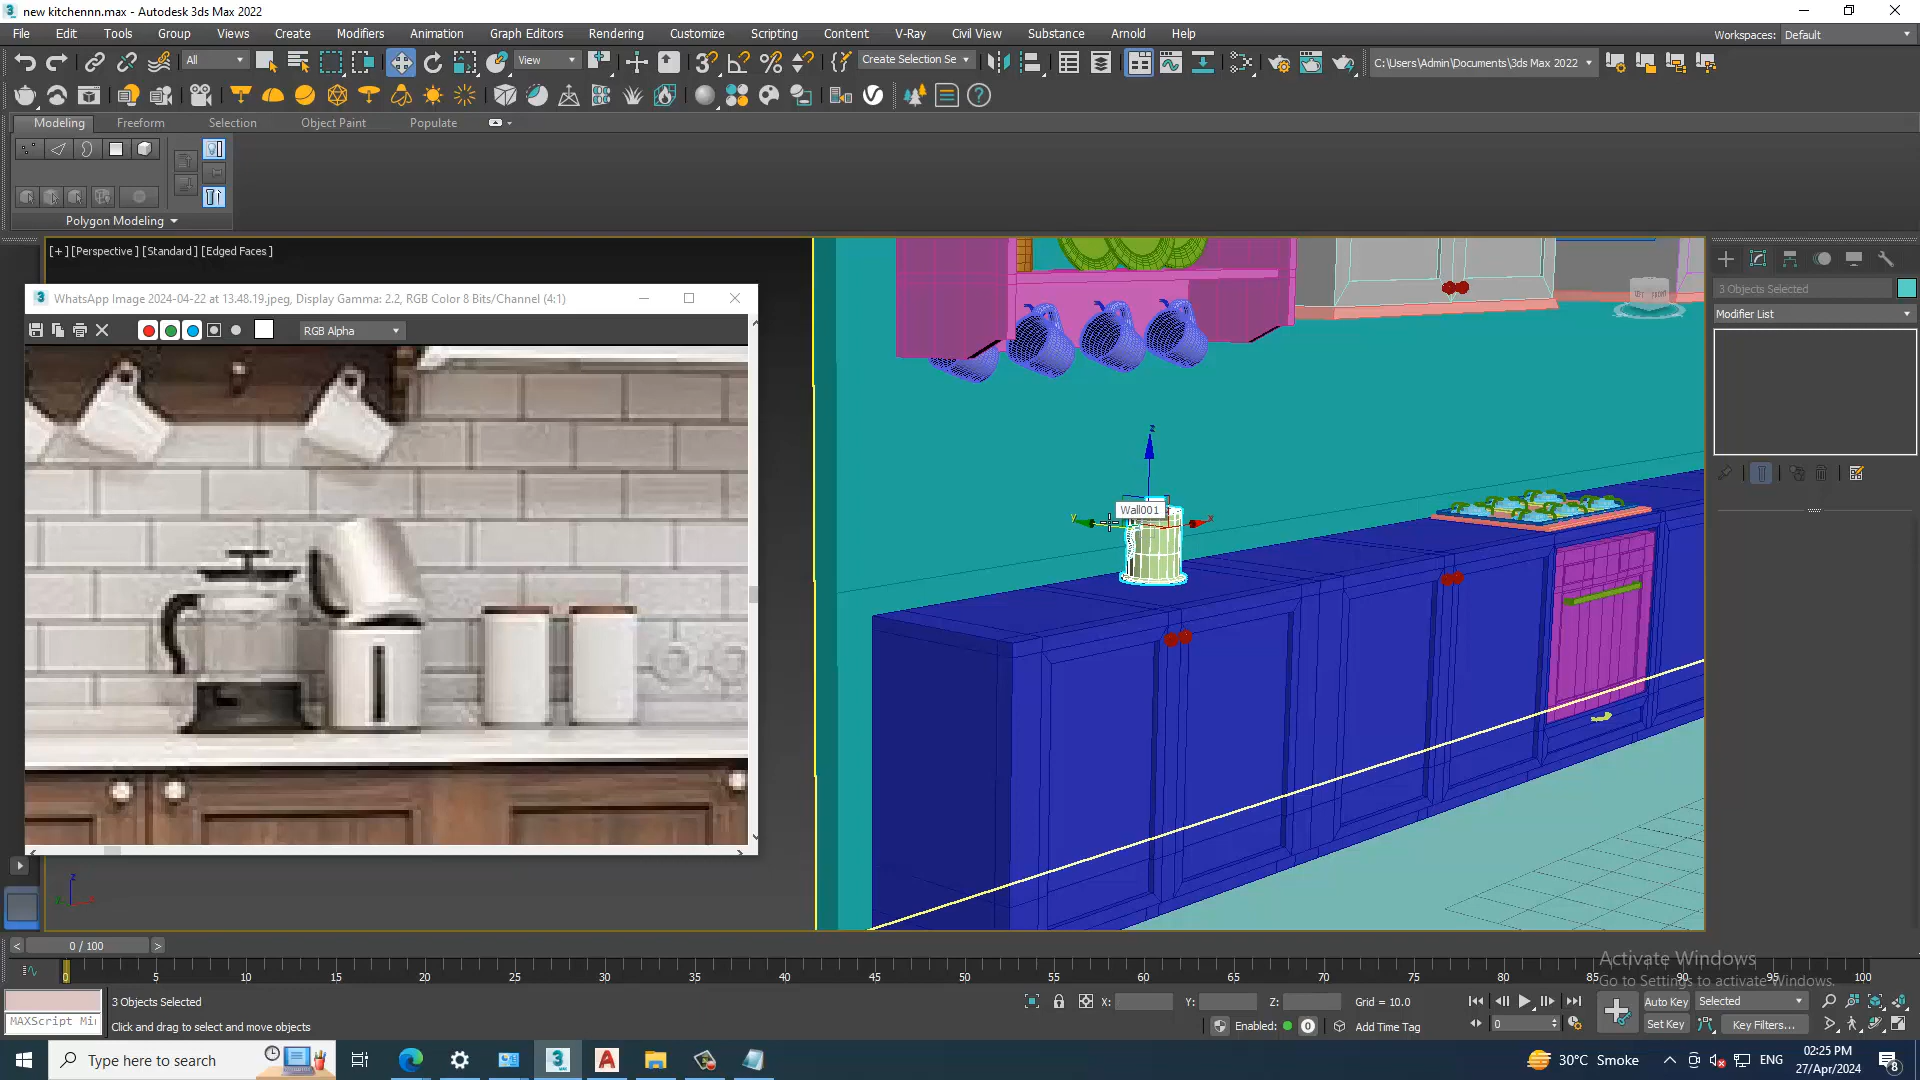 new kitchennn.max - Autodesk 3ds Max 2022
File Edit Tools Group Views Create Modifiers Animation Graph Editors Rendering Customize Scripting Content V-Ray Civil View Substance Arnold Help
Workspaces: Default
All
View
Create Selection Se
C:\Users\Admin\Documents\3ds Max 2022
Modeling Freeform Selection Object Paint Populate
Polygon Modeling
[+] [Perspective] [Standard] [Edged Faces]
WhatsApp Image 2024-04-22 at 13.48.19.jpeg, Display Gamma: 2.2, RGB Color 8 Bits/Channel (4:1)
RGB Alpha
3 Objects Selected
Modifier List
FRONT
z
Wall001
y
x
z
0 / 100
0 5 10 15 20 25 30 35 40 45 50 55 60 65 70 75 80 85 90 95 100
Activate Windows
Go to Settings to activate Windows.
3 Objects Selected
X: Y: Z: Grid = 10.0
Auto Key Selected
MAXScript Mi
Click and drag to select and move objects
Enabled: 0 Add Time Tag
0
Set Key Key Filters...
Type here to search
3
30°C Smoke
ENG
02:25 PM
27/Apr/2024
8